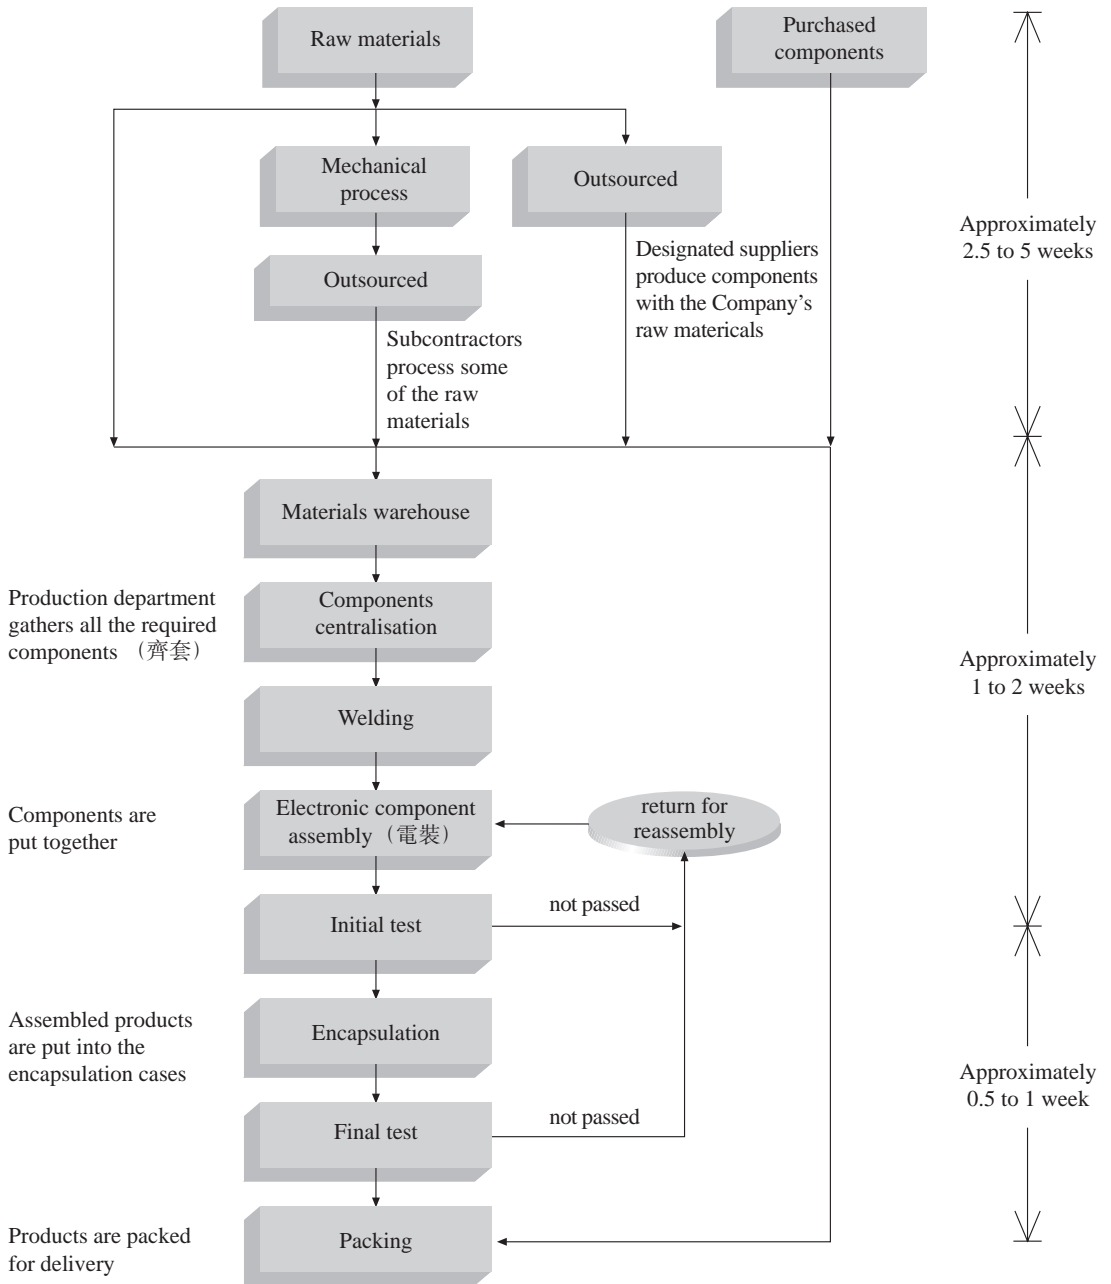 Raw materials
Purchased
components
Mechanical
process
Outsourced
Outsourced
Designated suppliers
produce components
with the Company's
raw matericals
Subcontractors
process some
of the raw
materials
Approximately
2.5 to 5 weeks
Materials warehouse
Production department
gathers all the required
components （齊套）
Components
centralisation
Welding
Approximately
1 to 2 weeks
Components are
put together
Electronic component
assembly（電裝）
return for
reassembly
Initial test
not passed
Assembled products
are put into the
encapsulation cases
Encapsulation
Approximately
0.5 to 1 week
Final test
not passed
Products are packed
for delivery
Packing